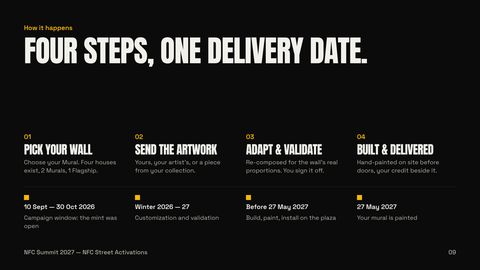 How it happens
FOUR STEPS, ONE DELIVERY DATE.
01
PICK YOUR WALL
Choose your Mural. Four houses
exist, 2 Murals, 1 Flagship.
02
SEND THE ARTWORK
Yours, your artist's, or a piece
from your collection.
03
ADAPT & VALIDATE
Re-composed for the wall's real
proportions. You sign it off.
04
BUILT & DELIVERED
Hand-painted on site before
doors, your credit beside it.
10 Sept — 30 Oct 2026
Campaign window: the mint was
open
Winter 2026 — 27
Customization and validation
Before 27 May 2027
Build, paint, install on the plaza
27 May 2027
Your mural is painted
NFC Summit 2027 — NFC Street Activations
09